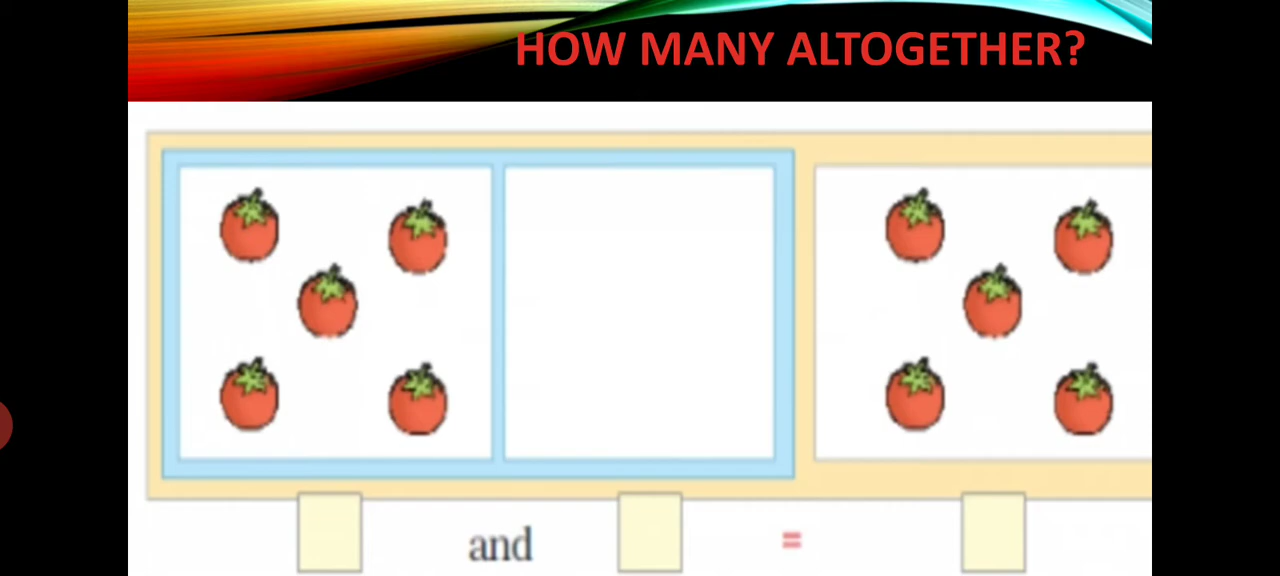 HOW MANY ALTOGETHER?
and =